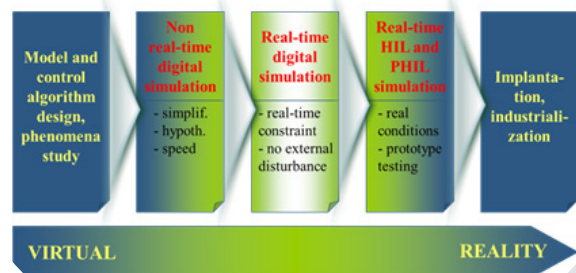 Model and
control
algorithm
design,
phenomena
study
Non
real-time
digital
simulation
- simplif.
- hypoth.
- speed
Real-time
digital
simulation
- real-time
constraint
- no external
disturbance
Real-time
HIL and
PHIL
simulation
- real
conditions
- prototype
testing
Implanta-
tion,
industriali-
zation
VIRTUAL
REALITY